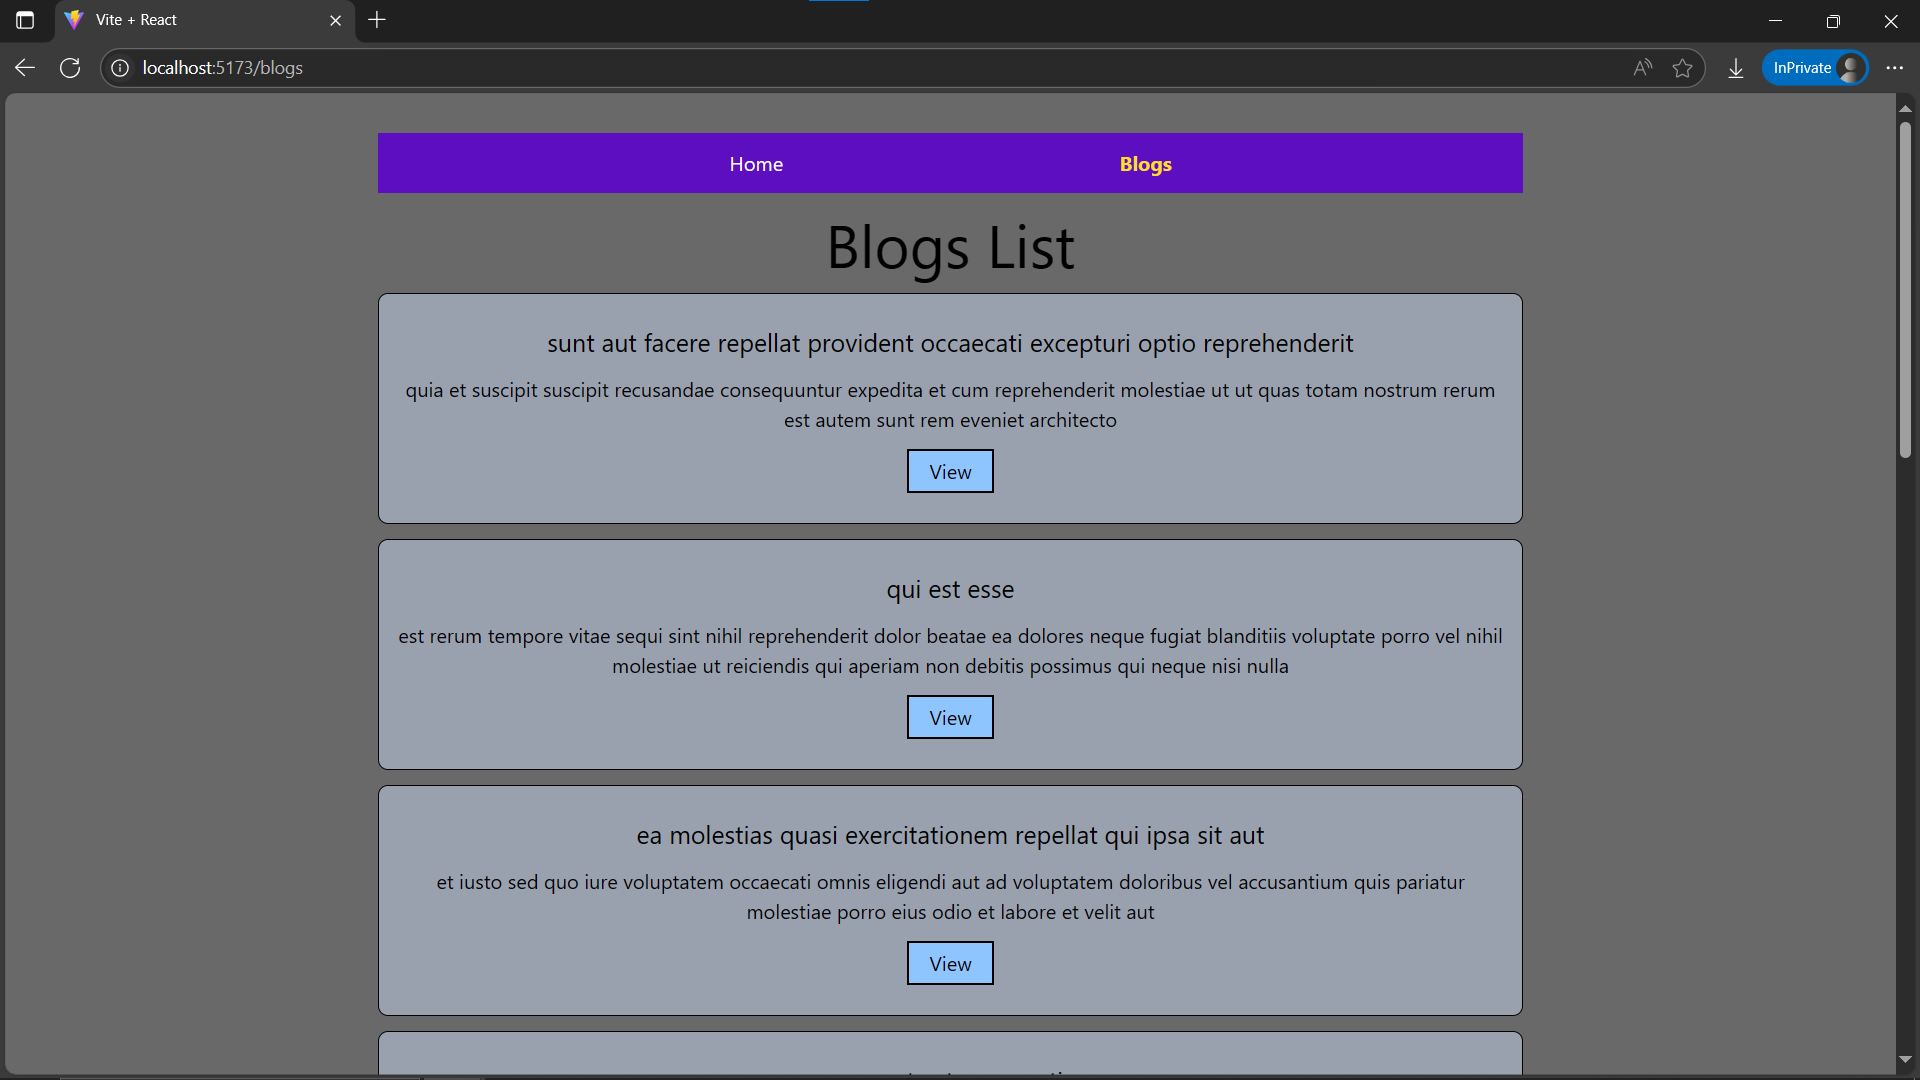 Vite + React
localhost:5173/blogs
InPrivate
Home
Blogs
Blogs List
sunt aut facere repellat provident occaecati excepturi optio reprehenderit
quia et suscipit suscipit recusandae consequuntur expedita et cum reprehenderit molestiae ut ut quas totam nostrum rerum
est autem sunt rem eveniet architecto
View
qui est esse
est rerum tempore vitae sequi sint nihil reprehenderit dolor beatae ea dolores neque fugiat blanditiis voluptate porro vel nihil
molestiae ut reiciendis qui aperiam non debitis possimus qui neque nisi nulla
View
ea molestias quasi exercitationem repellat qui ipsa sit aut
et iusto sed quo iure voluptatem occaecati omnis eligendi aut ad voluptatem doloribus vel accusantium quis pariatur
molestiae porro eius odio et labore et velit aut
View